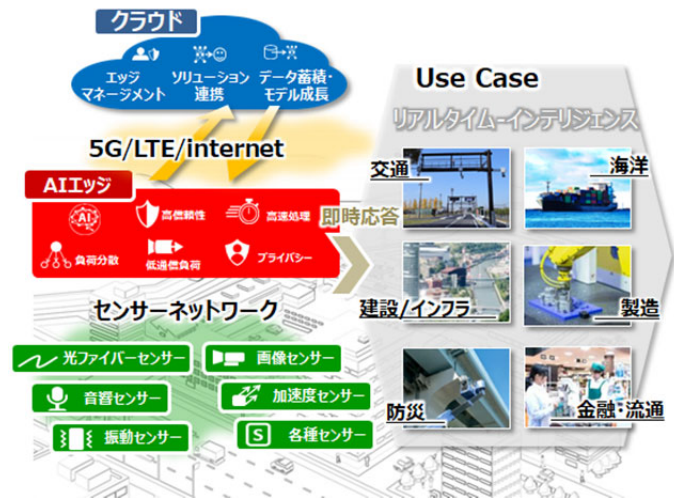 クラウド
エッジ
マネージメント
ソリューション
連携
データ蓄積・
モデル成長
5G/LTE/internet
AIエッジ
AI
高信頼性
高速処理
負荷分散
低通信負荷
プライバシー
即時応答
センサーネットワーク
光ファイバーセンサー
画像センサー
音響センサー
加速度センサー
振動センサー
S
各種センサー
Use Case
リアルタイム-インテリジェンス
交通
海洋
建設/インフラ
製造
防災
金融・流通